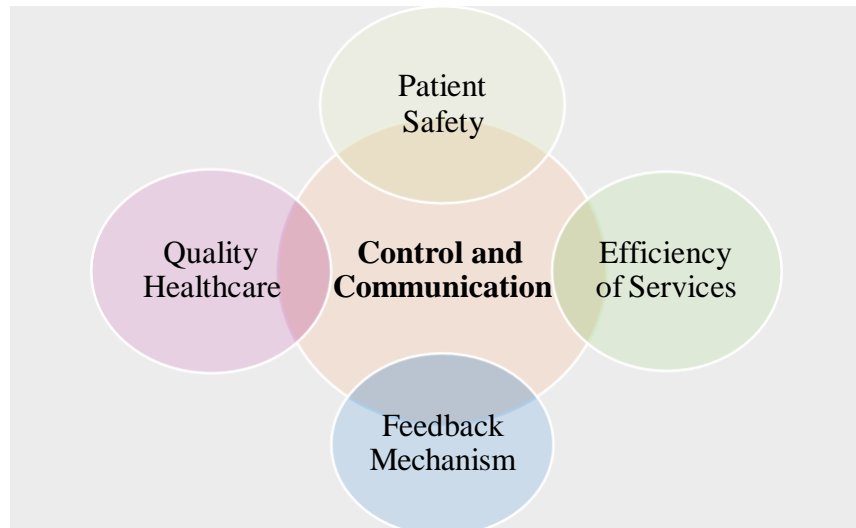 Patient
Safety
Quality
Healthcare
Control and
Communication
Efficiency
of Services
Feedback
Mechanism